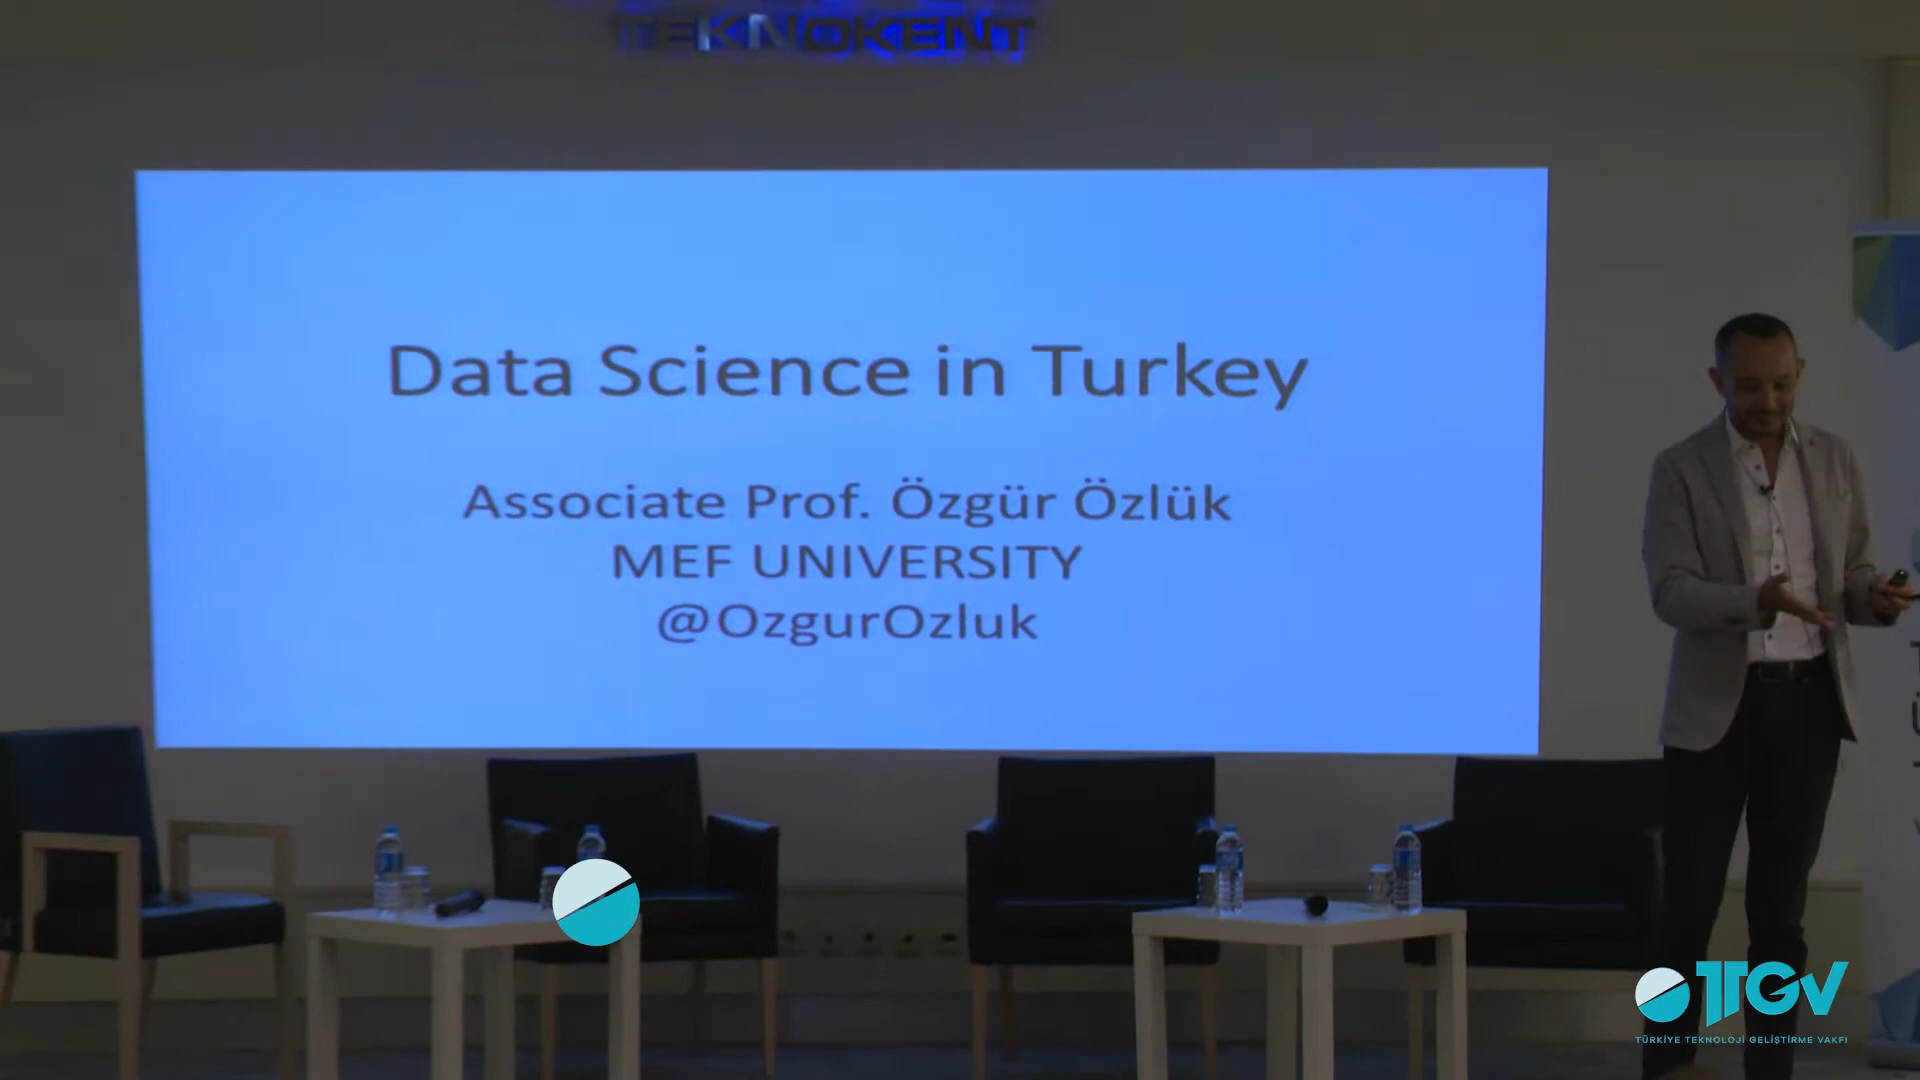 TEKNOKENT
Data Science in Turkey
Associate Prof. Özgür Özlük
MEF UNIVERSITY
@OzgurOzluk
TTGV
TÜRKİYE TEKNOLOJİ GELİŞTİRME VAKFI